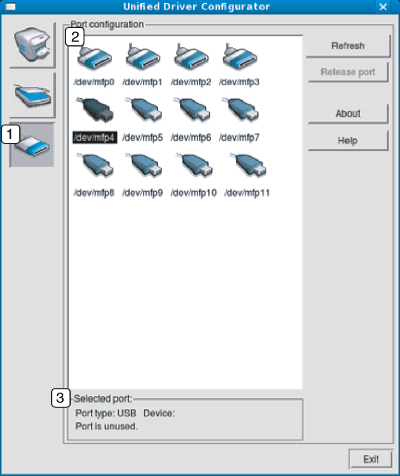 Unified Driver Configurator
2
Port configuration
Refresh
Release port
About
Help
/dev/mfp0 /dev/mfp1 /dev/mfp2 /dev/mfp3
1
/dev/mfp4 /dev/mfp5 /dev/mfp6 /dev/mfp7
/dev/mfp8 /dev/mfp9 /dev/mfp10 /dev/mfp11
3
Selected port:
Port type: USB Device:
Port is unused.
Exit